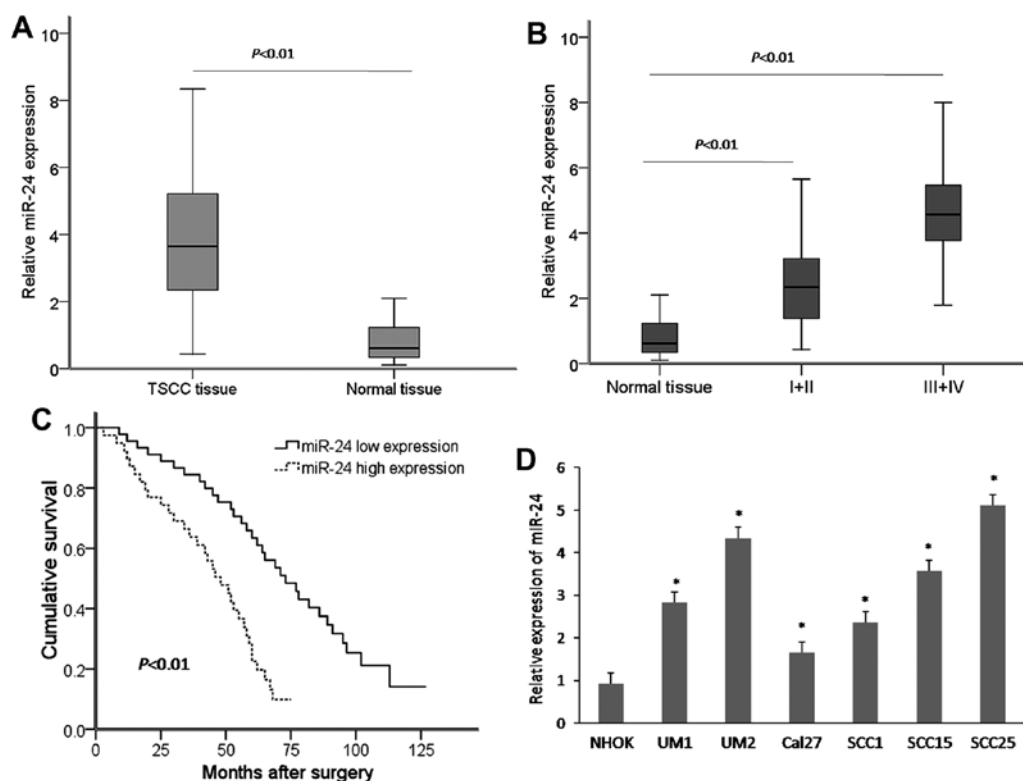 A
Relative miR-24 expression
10
8
6
4
2
0
P<0.01
TSCC tissue
Normal tissue
B
Relative miR-24 expression
10
8
6
4
2
0
P<0.01
P<0.01
Normal tissue
I+II
III+IV
C
Cumulative survival
1.0
0.8
0.6
0.4
0.2
0.0
miR-24 low expression
miR-24 high expression
P<0.01
0
25
50
75
100
125
Months after surgery
D
Relative expression of miR-24
6
5
4
3
2
1
0
*
*
*
*
*
*
NHOK
UM1
UM2
Cal27
SCC1
SCC15
SCC25